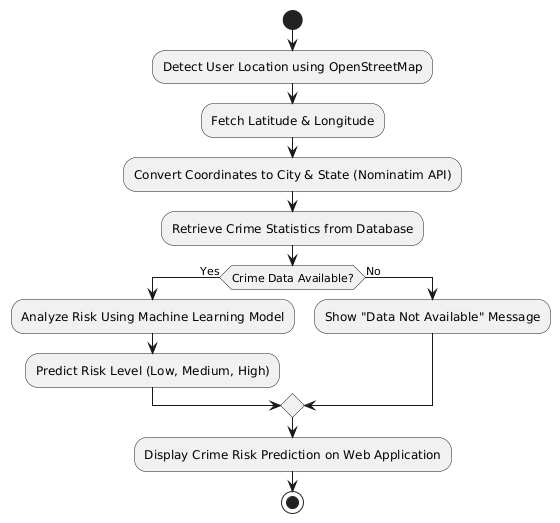 Detect User Location using OpenStreetMap
Fetch Latitude & Longitude
Convert Coordinates to City & State (Nominatim API)
Retrieve Crime Statistics from Database
Crime Data Available?
Yes
No
Analyze Risk Using Machine Learning Model
Show "Data Not Available" Message
Predict Risk Level (Low, Medium, High)
Display Crime Risk Prediction on Web Application